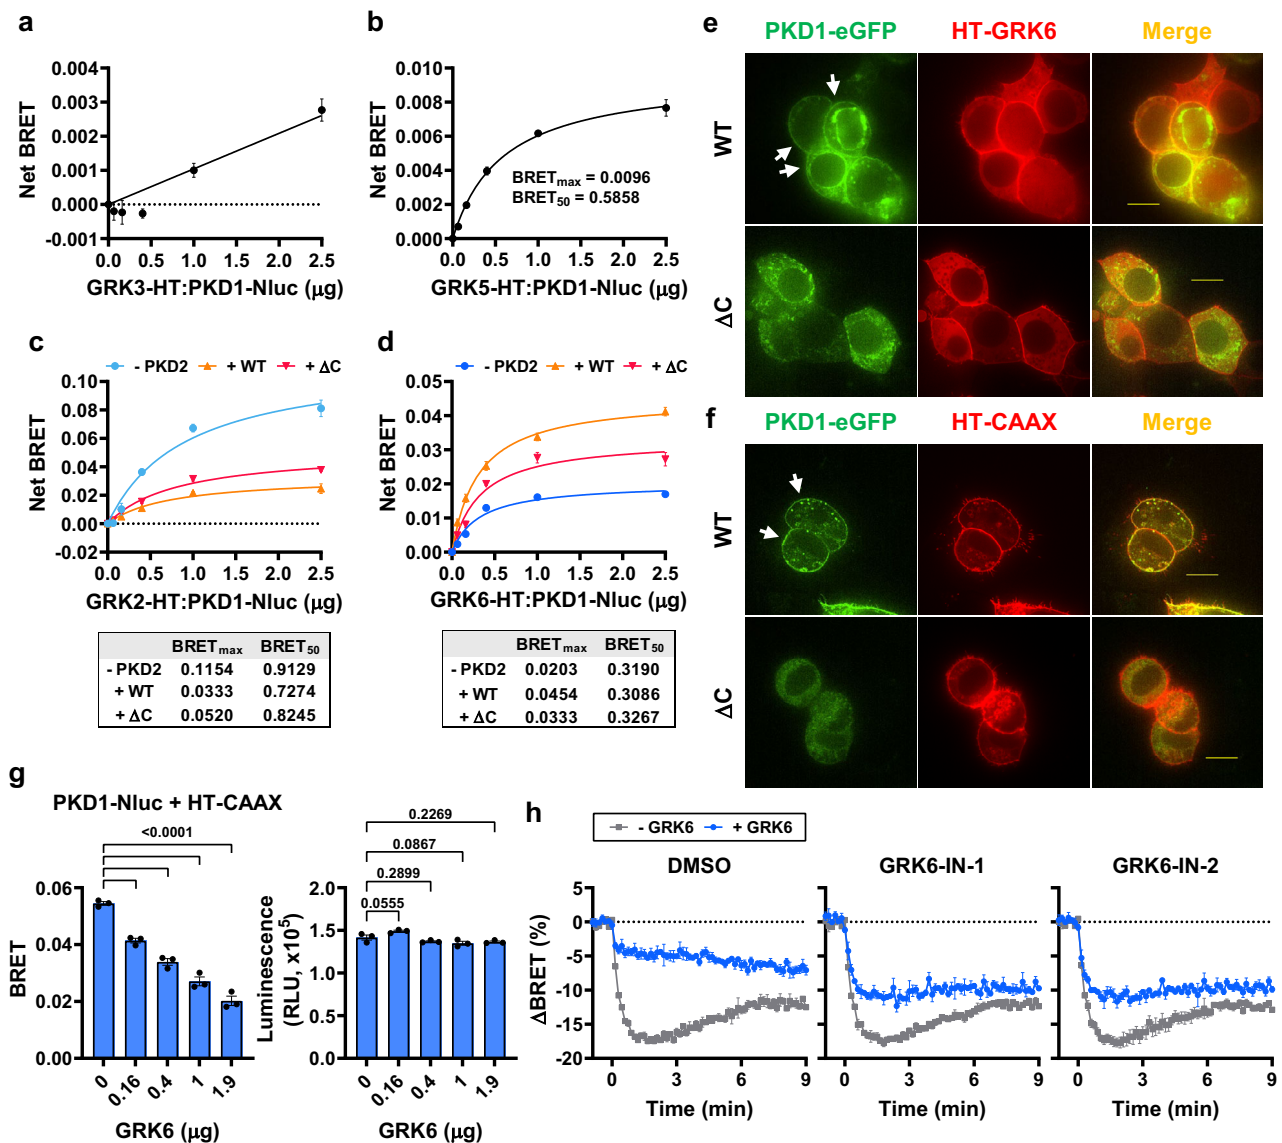 a
Net BRET
0.004
0.003
0.002
0.001
0.000
-0.001
0.0 0.5 1.0 1.5 2.0 2.5
GRK3-HT:PKD1-Nluc (μg)
b
Net BRET
0.010
0.008
0.006
0.004
0.002
0.000
BRETmax = 0.0096
BRET50 = 0.5858
0.0 0.5 1.0 1.5 2.0 2.5
GRK5-HT:PKD1-Nluc (μg)
c
- PKD2 + WT + ΔC
Net BRET
0.10
0.08
0.06
0.04
0.02
0.00
-0.02
0.0 0.5 1.0 1.5 2.0 2.5
GRK2-HT:PKD1-Nluc (μg)
BRETmax BRET50
- PKD2 0.1154 0.9129
+ WT 0.0333 0.7274
+ ΔC 0.0520 0.8245
d
- PKD2 + WT + ΔC
Net BRET
0.05
0.04
0.03
0.02
0.01
0.00
0.0 0.5 1.0 1.5 2.0 2.5
GRK6-HT:PKD1-Nluc (μg)
BRETmax BRET50
- PKD2 0.0203 0.3190
+ WT 0.0454 0.3086
+ ΔC 0.0333 0.3267
e
PKD1-eGFP HT-GRK6 Merge
WT
ΔC
f
PKD1-eGFP HT-CAAX Merge
WT
ΔC
g
PKD1-Nluc + HT-CAAX
<0.0001
BRET
0.06
0.04
0.02
0.00
0 0.16 0.4 1 1.9
GRK6 (μg)
0.2269
0.0867
0.2899
0.0555
Luminescence
(RLU, x10⁵)
2.0
1.5
1.0
0.5
0.0
0 0.16 0.4 1 1.9
GRK6 (μg)
h
- GRK6 + GRK6
DMSO GRK6-IN-1 GRK6-IN-2
ΔBRET (%)
5
0
-5
-10
-15
-20
0 3 6 9 0 3 6 9 0 3 6 9
Time (min) Time (min) Time (min)